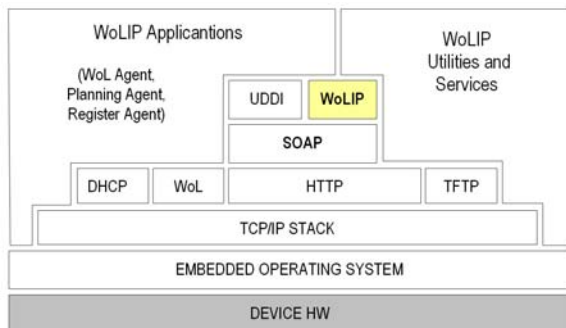 WoLIP Applicantions
(WoL Agent,
Planning Agent,
Register Agent)
WoLIP
Utilities and
Services
UDDI
WoLIP
SOAP
DHCP
WoL
HTTP
TFTP
TCP/IP STACK
EMBEDDED OPERATING SYSTEM
DEVICE HW